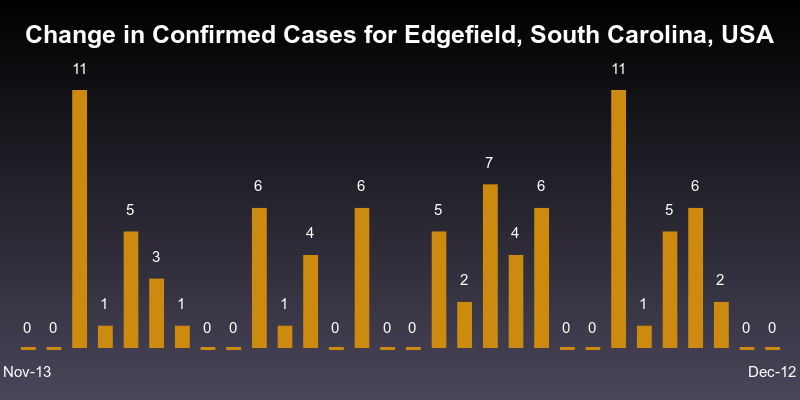 Change in Confirmed Cases for Edgefield, South Carolina, USA
0 0 11 1 5 3 1 0 0 6 1 4 0 6 0 0 5 2 7 4 6 0 0 11 1 5 6 2 0 0
Nov-13 Dec-12